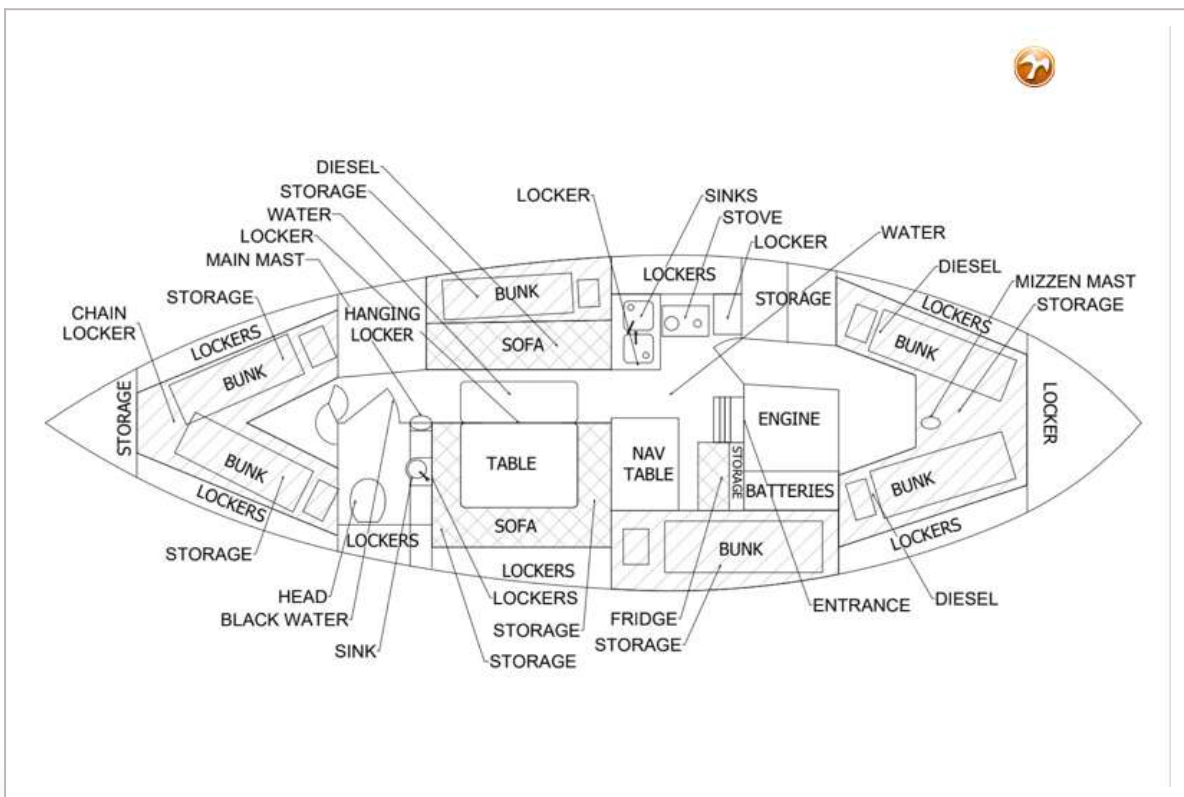 DIESEL
STORAGE
WATER
LOCKER
MAIN MAST
STORAGE
CHAIN
LOCKER
LOCKERS
HANGING
LOCKER
BUNK
SOFA
LOCKER
SINKS
STOVE
LOCKER
WATER
LOCKERS
STORAGE
DIESEL
MIZZEN MAST
STORAGE
LOCKERS
BUNK
BUNK
STORAGE
BUNK
LOCKERS
STORAGE
TABLE
SOFA
NAV
TABLE
STORAGE
ENGINE
BATTERIES
BUNK
LOCKER
BUNK
LOCKERS
LOCKERS
LOCKERS
HEAD
BLACK WATER
SINK
LOCKERS
STORAGE
STORAGE
FRIDGE
STORAGE
ENTRANCE
DIESEL